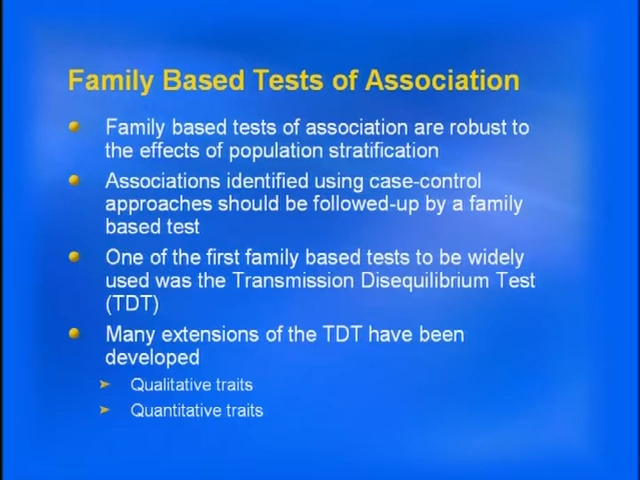 Family Based Tests of Association
Family based tests of association are robust to
the effects of population stratification
Associations identified using case-control
approaches should be followed-up by a family
based test
One of the first family based tests to be widely
used was the Transmission Disequilibrium Test
(TDT)
Many extensions of the TDT have been
developed
Qualitative traits
Quantitative traits